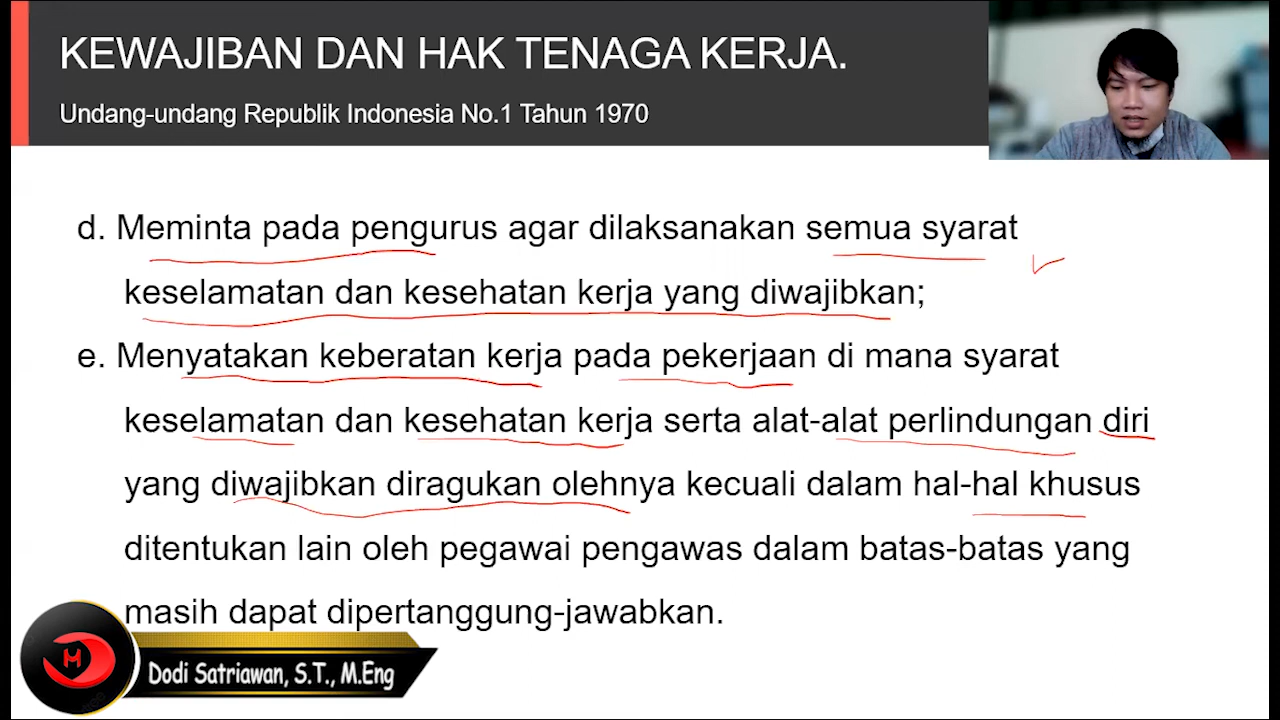 KEWAJIBAN DAN HAK TENAGA KERJA.
Undang-undang Republik Indonesia No.1 Tahun 1970
d. Meminta pada pengurus agar dilaksanakan semua syarat
keselamatan dan kesehatan kerja yang diwajibkan;
e. Menyatakan keberatan kerja pada pekerjaan di mana syarat
keselamatan dan kesehatan kerja serta alat-alat perlindungan diri
yang diwajibkan diragukan olehnya kecuali dalam hal-hal khusus
ditentukan lain oleh pegawai pengawas dalam batas-batas yang
masih dapat dipertanggung-jawabkan.
M
Dodi Satriawan, S.T., M.Eng